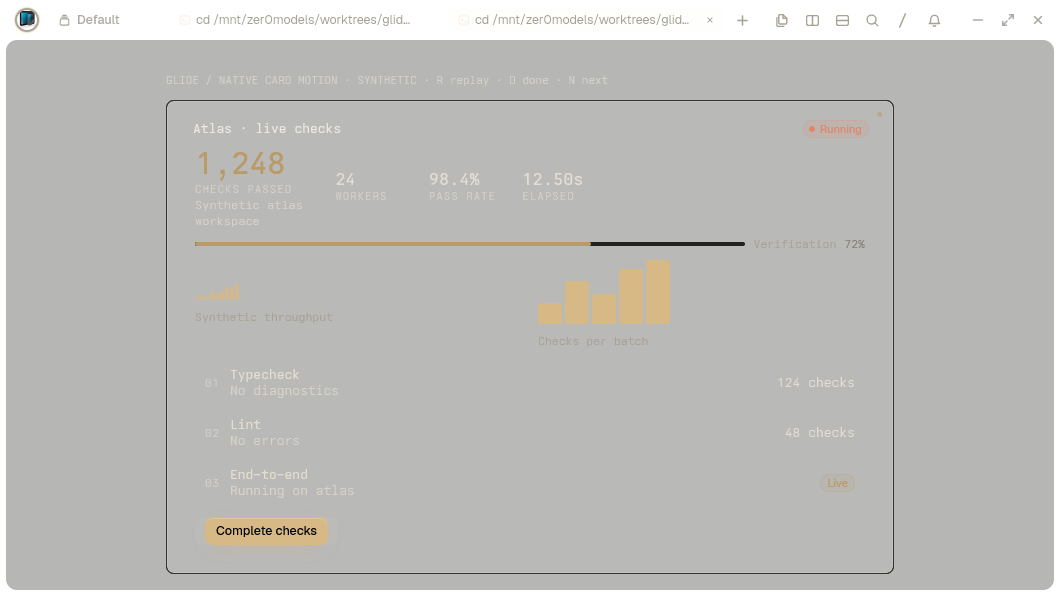 Default
cd /mnt/zer0models/worktrees/glid...
cd /mnt/zer0models/worktrees/glid...
GLIDE / NATIVE CARD MOTION · SYNTHETIC · R replay · D done · N next
Atlas · live checks
Running
1,248
CHECKS PASSED
Synthetic atlas
workspace
24
WORKERS
98.4%
PASS RATE
12.50s
ELAPSED
Verification 72%
Synthetic throughput
Checks per batch
01
Typecheck
No diagnostics
124 checks
02
Lint
No errors
48 checks
03
End-to-end
Running on atlas
Live
Complete checks